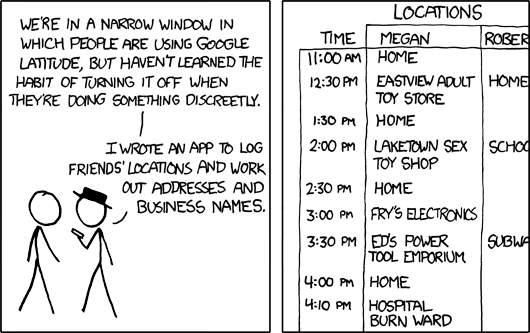 WE'RE IN A NARROW WINDOW IN
WHICH PEOPLE ARE USING GOOGLE
LATITUDE, BUT HAVEN'T LEARNED THE
HABIT OF TURNING IT OFF WHEN
THEY'RE DOING SOMETHING DISCREETLY.
I WROTE AN APP TO LOG
FRIENDS' LOCATIONS AND WORK
OUT ADDRESSES AND
BUSINESS NAMES.
LOCATIONS
TIME MEGAN ROBER
11:00 AM HOME
12:30 PM EASTVIEW ADULT HOME
TOY STORE
1:30 PM HOME
2:00 PM LAKETOWN SEX SCHOO
TOY SHOP
2:30 PM HOME
3:00 PM FRY'S ELECTRONICS
3:30 PM ED'S POWER SUBWA
TOOL EMPORIUM
4:00 PM HOME
4:10 PM HOSPITAL
BURN WARD